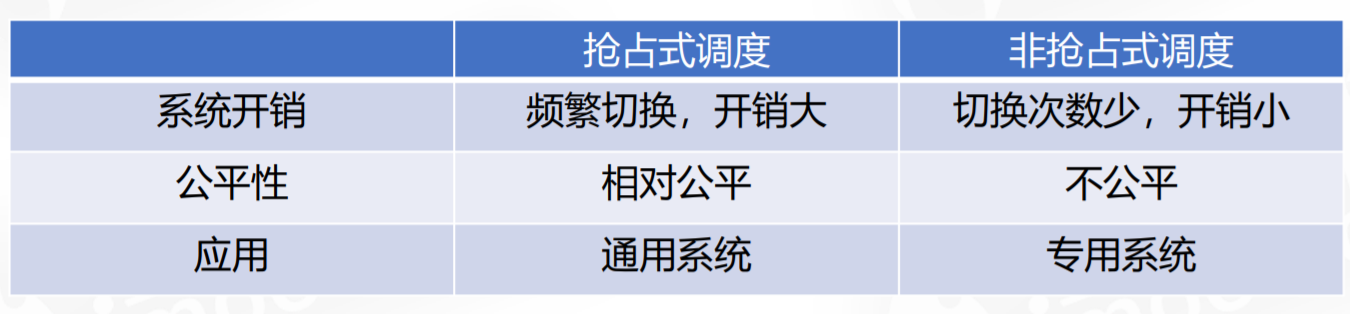 抢占式调度 非抢占式调度
系统开销 频繁切换，开销大 切换次数少，开销小
公平性 相对公平 不公平
应用 通用系统 专用系统